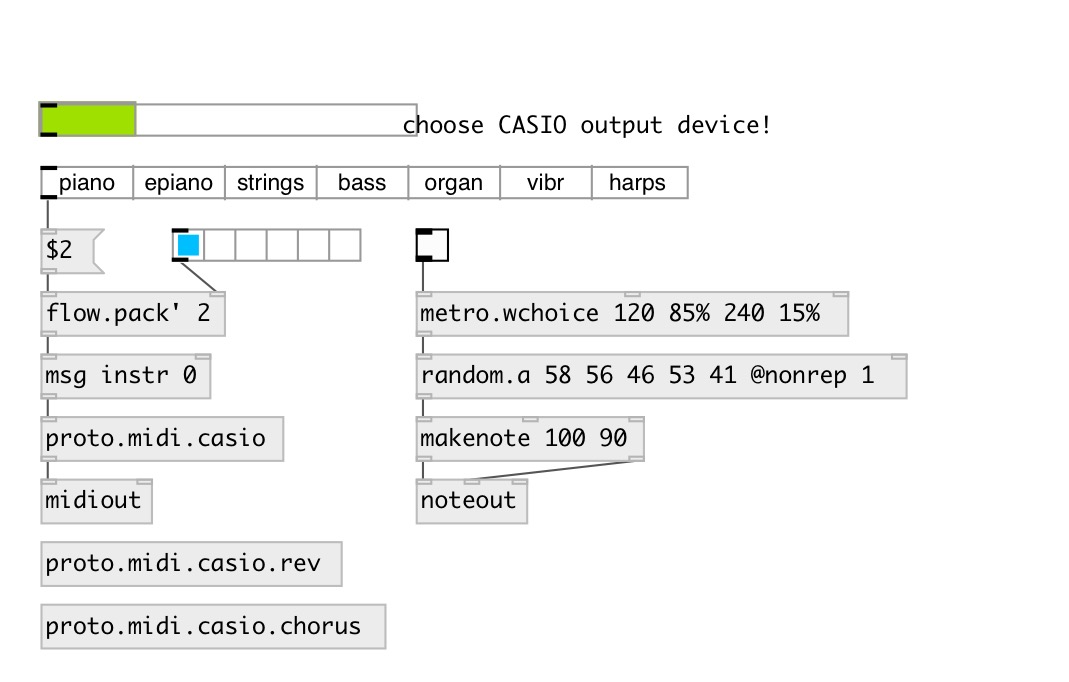 choose CASIO output device!
piano epiano strings bass organ vibr harps
$2
flow.pack' 2
metro.wchoice 120 85% 240 15%
msg instr 0
random.a 58 56 46 53 41 @nonrep 1
proto.midi.casio
makenote 100 90
midiout
noteout
proto.midi.casio.rev
proto.midi.casio.chorus